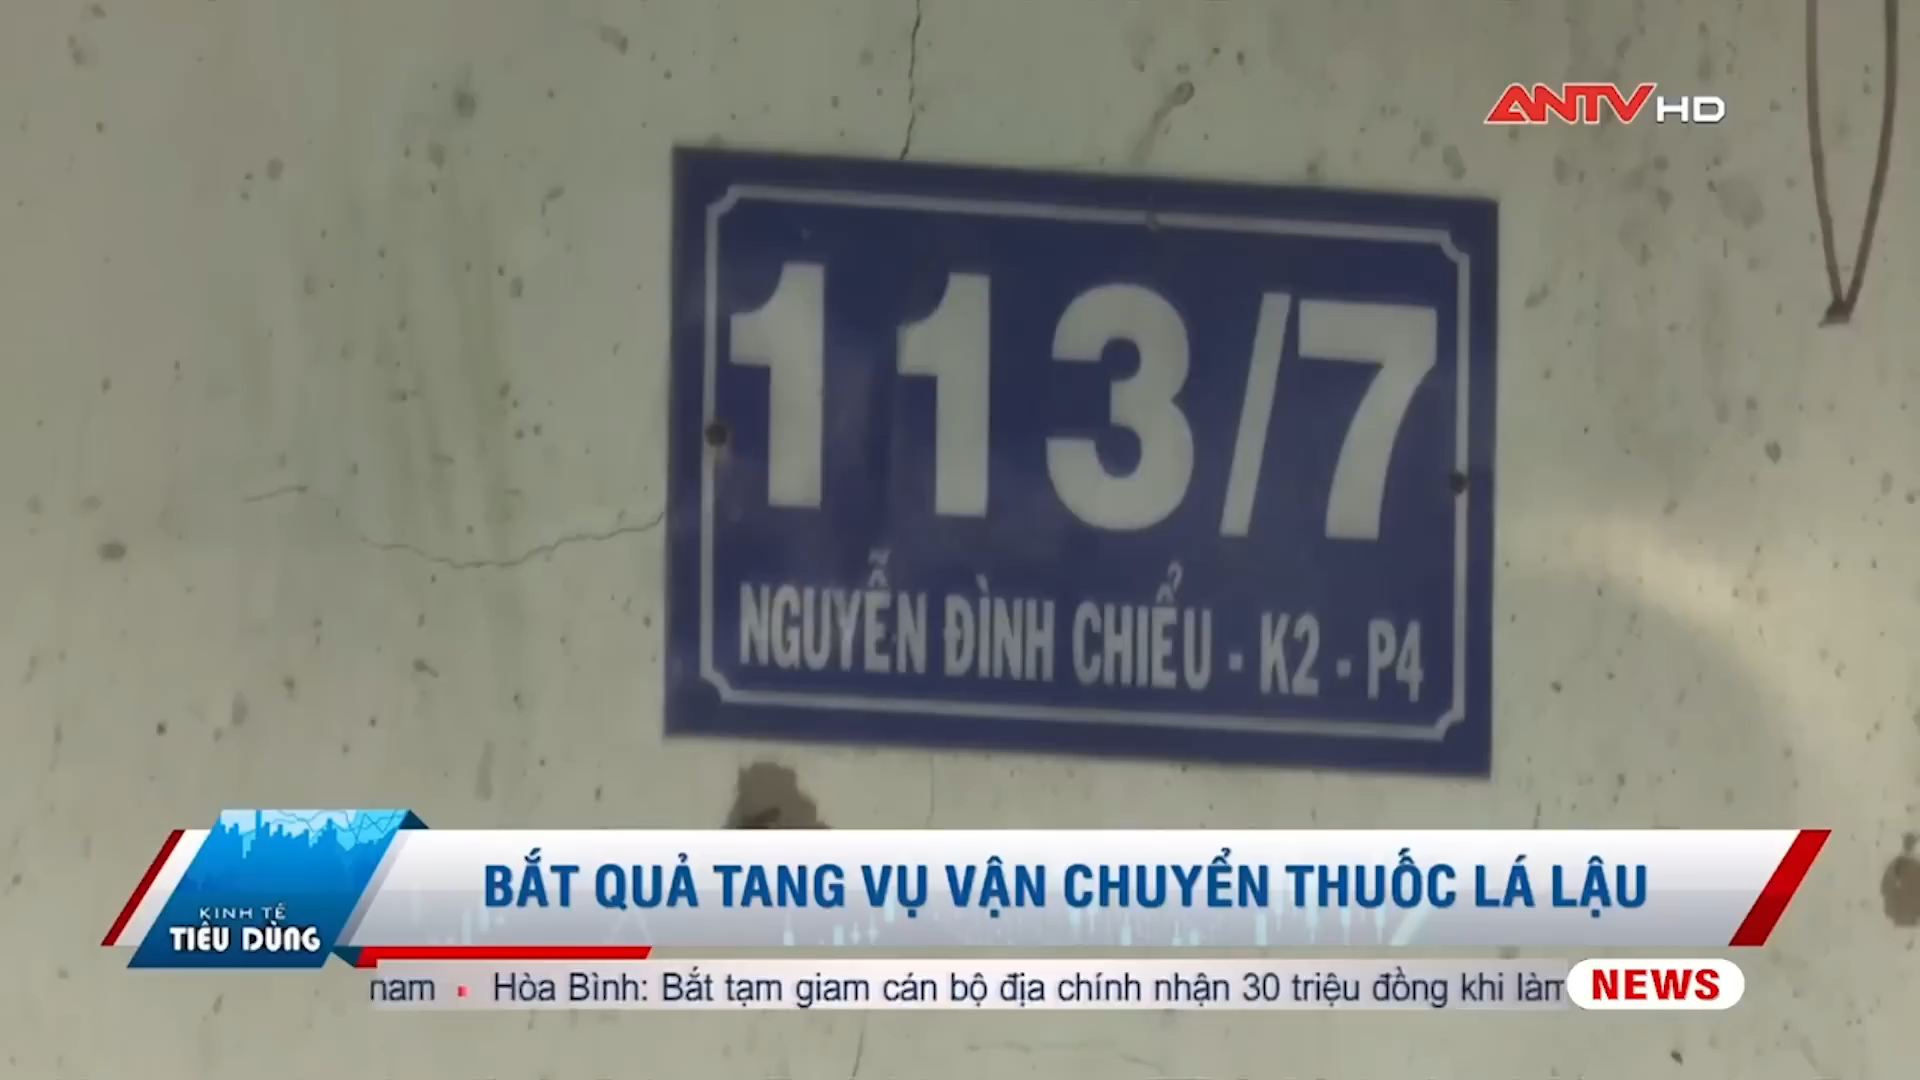 ANTV HD
113/7
NGUYỄN ĐÌNH CHIỂU - K2 - P4
BẮT QUẢ TANG VỤ VẬN CHUYỂN THUỐC LÁ LẬU
KINH TẾ
TIÊU DÙNG
nam ▪ Hòa Bình: Bắt tạm giam cán bộ địa chính nhận 30 triệu đồng khi làm
NEWS